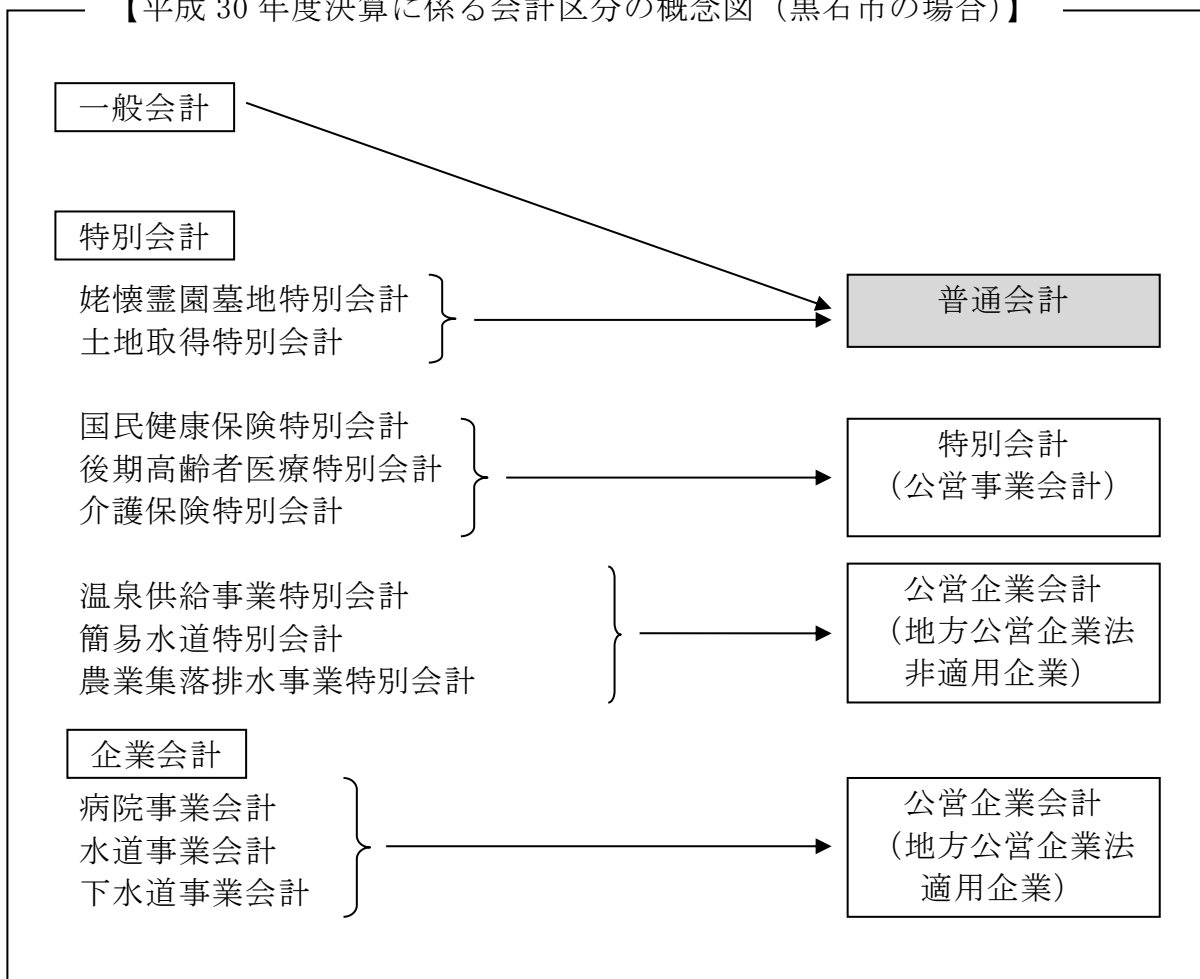 【平成 30 年度決算に係る会計区分の概念図（黒石市の場合）】
一般会計
特別会計
姥懐霊園墓地特別会計
土地取得特別会計
普通会計
国民健康保険特別会計
後期高齢者医療特別会計
介護保険特別会計
特別会計
（公営事業会計）
温泉供給事業特別会計
簡易水道特別会計
農業集落排水事業特別会計
公営企業会計
（地方公営企業法
非適用企業）
企業会計
病院事業会計
水道事業会計
下水道事業会計
公営企業会計
（地方公営企業法
適用企業）